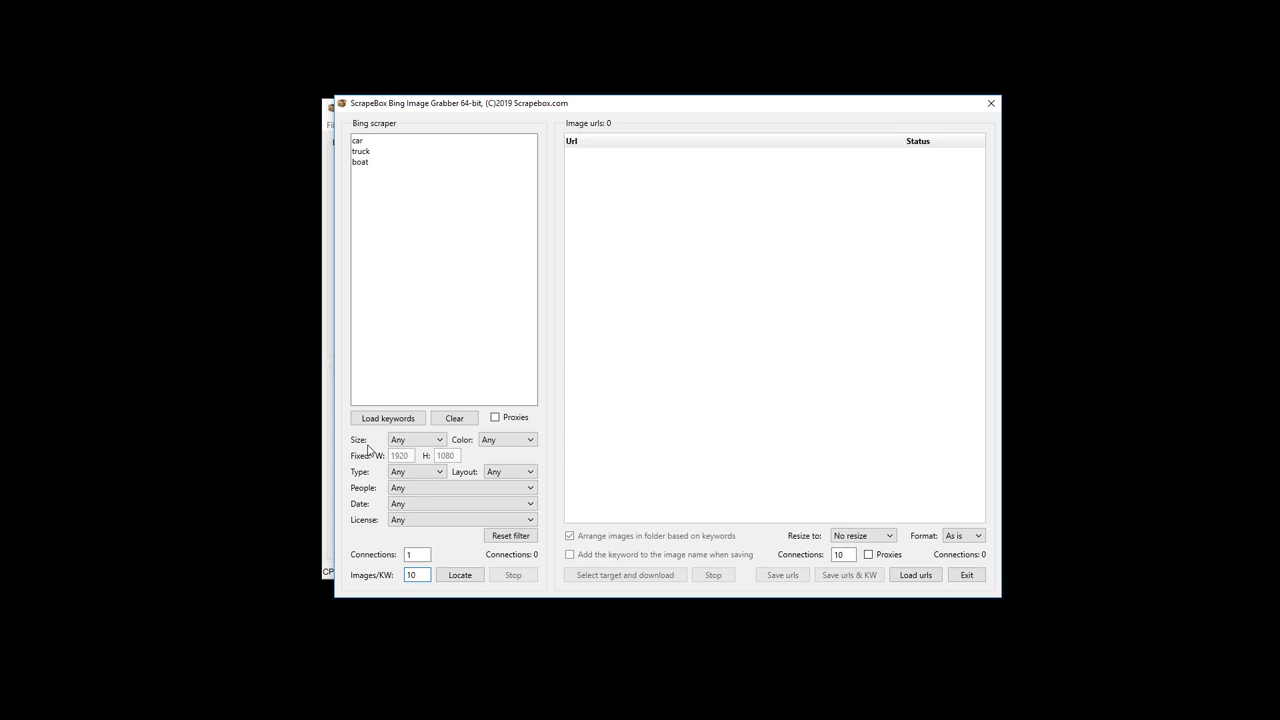 ScrapeBox Bing Image Grabber 64-bit, (C)2019 Scrapebox.com
Bing scraper
car
truck
boat
Load keywords Clear Proxies
Size: Any Color: Any
Fixed: W: 1920 H: 1080
Type: Any Layout: Any
People: Any
Date: Any
License: Any
Reset filter
Connections: 1 Connections: 0
Images/KW: 10 Locate Stop
Image urls: 0
Url Status
Arrange images in folder based on keywords Resize to: No resize Format: As is
Add the keyword to the image name when saving Connections: 10 Proxies Connections: 0
Select target and download Stop Save urls Save urls & KW Load urls Exit
Fil
CP